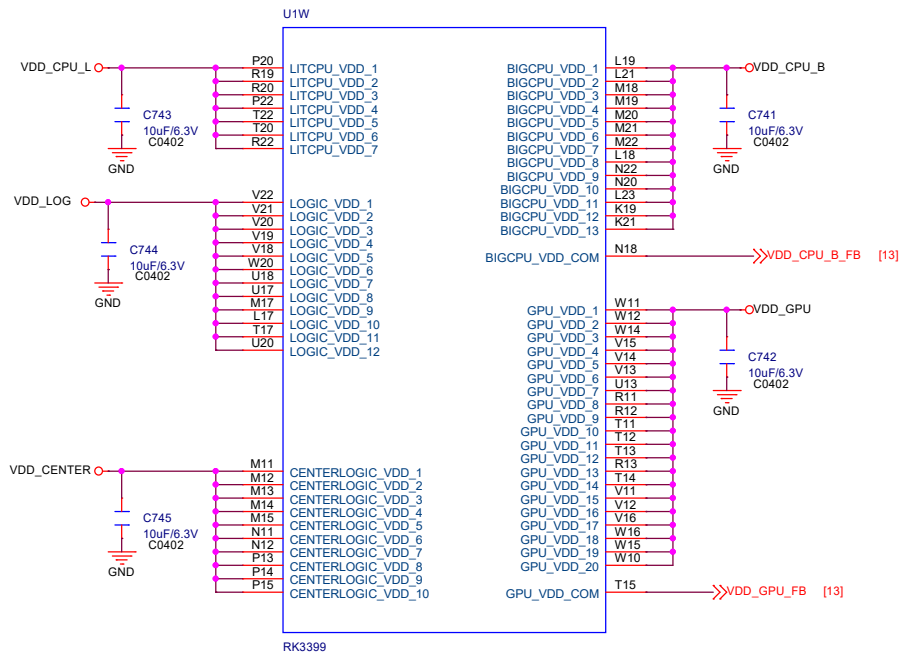 U1W
VDD_CPU_L
P20 LITCPU_VDD_1
R19 LITCPU_VDD_2
R20 LITCPU_VDD_3
P22 LITCPU_VDD_4
T22 LITCPU_VDD_5
T20 LITCPU_VDD_6
R22 LITCPU_VDD_7
C743
10uF/6.3V
C0402
GND
VDD_LOG
V22 LOGIC_VDD_1
V21 LOGIC_VDD_2
V20 LOGIC_VDD_3
V19 LOGIC_VDD_4
V18 LOGIC_VDD_5
W20 LOGIC_VDD_6
U18 LOGIC_VDD_7
U17 LOGIC_VDD_8
M17 LOGIC_VDD_9
L17 LOGIC_VDD_10
T17 LOGIC_VDD_11
U20 LOGIC_VDD_12
C744
10uF/6.3V
C0402
GND
VDD_CENTER
M11 CENTERLOGIC_VDD_1
M12 CENTERLOGIC_VDD_2
M13 CENTERLOGIC_VDD_3
M14 CENTERLOGIC_VDD_4
M15 CENTERLOGIC_VDD_5
N11 CENTERLOGIC_VDD_6
N12 CENTERLOGIC_VDD_7
P13 CENTERLOGIC_VDD_8
P14 CENTERLOGIC_VDD_9
P15 CENTERLOGIC_VDD_10
C745
10uF/6.3V
C0402
GND
BIGCPU_VDD_1 L19
BIGCPU_VDD_2 L21
BIGCPU_VDD_3 M18
BIGCPU_VDD_4 M19
BIGCPU_VDD_5 M20
BIGCPU_VDD_6 M21
BIGCPU_VDD_7 M22
BIGCPU_VDD_8 L18
BIGCPU_VDD_9 N22
BIGCPU_VDD_10 N20
BIGCPU_VDD_11 L23
BIGCPU_VDD_12 K19
BIGCPU_VDD_13 K21
VDD_CPU_B
C741
10uF/6.3V
C0402
GND
BIGCPU_VDD_COM N18 VDD_CPU_B_FB [13]
GPU_VDD_1 W11
GPU_VDD_2 W12
GPU_VDD_3 W14
GPU_VDD_4 V15
GPU_VDD_5 V14
GPU_VDD_6 V13
GPU_VDD_7 U13
GPU_VDD_8 R11
GPU_VDD_9 R12
GPU_VDD_10 T11
GPU_VDD_11 T12
GPU_VDD_12 T13
GPU_VDD_13 R13
GPU_VDD_14 T14
GPU_VDD_15 V11
GPU_VDD_16 V12
GPU_VDD_17 V16
GPU_VDD_18 W16
GPU_VDD_19 W15
GPU_VDD_20 W10
VDD_GPU
C742
10uF/6.3V
C0402
GND
GPU_VDD_COM T15 VDD_GPU_FB [13]
RK3399